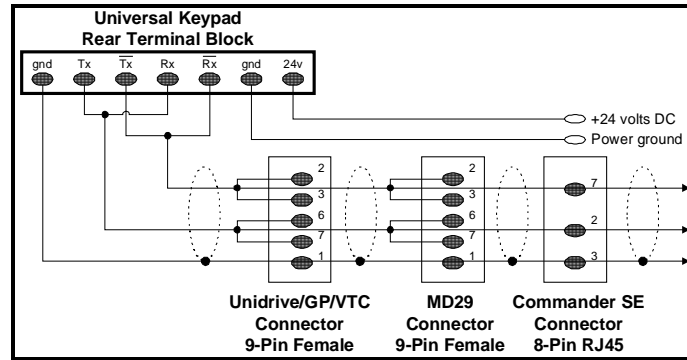 Universal Keypad
Rear Terminal Block
gnd Tx T̅x̅ Rx R̅x̅ gnd 24v
+24 volts DC
Power ground
2 2
3 3 7
6 6
7 7 2
1 1 3
Unidrive/GP/VTC MD29 Commander SE
Connector Connector Connector
9-Pin Female 9-Pin Female 8-Pin RJ45